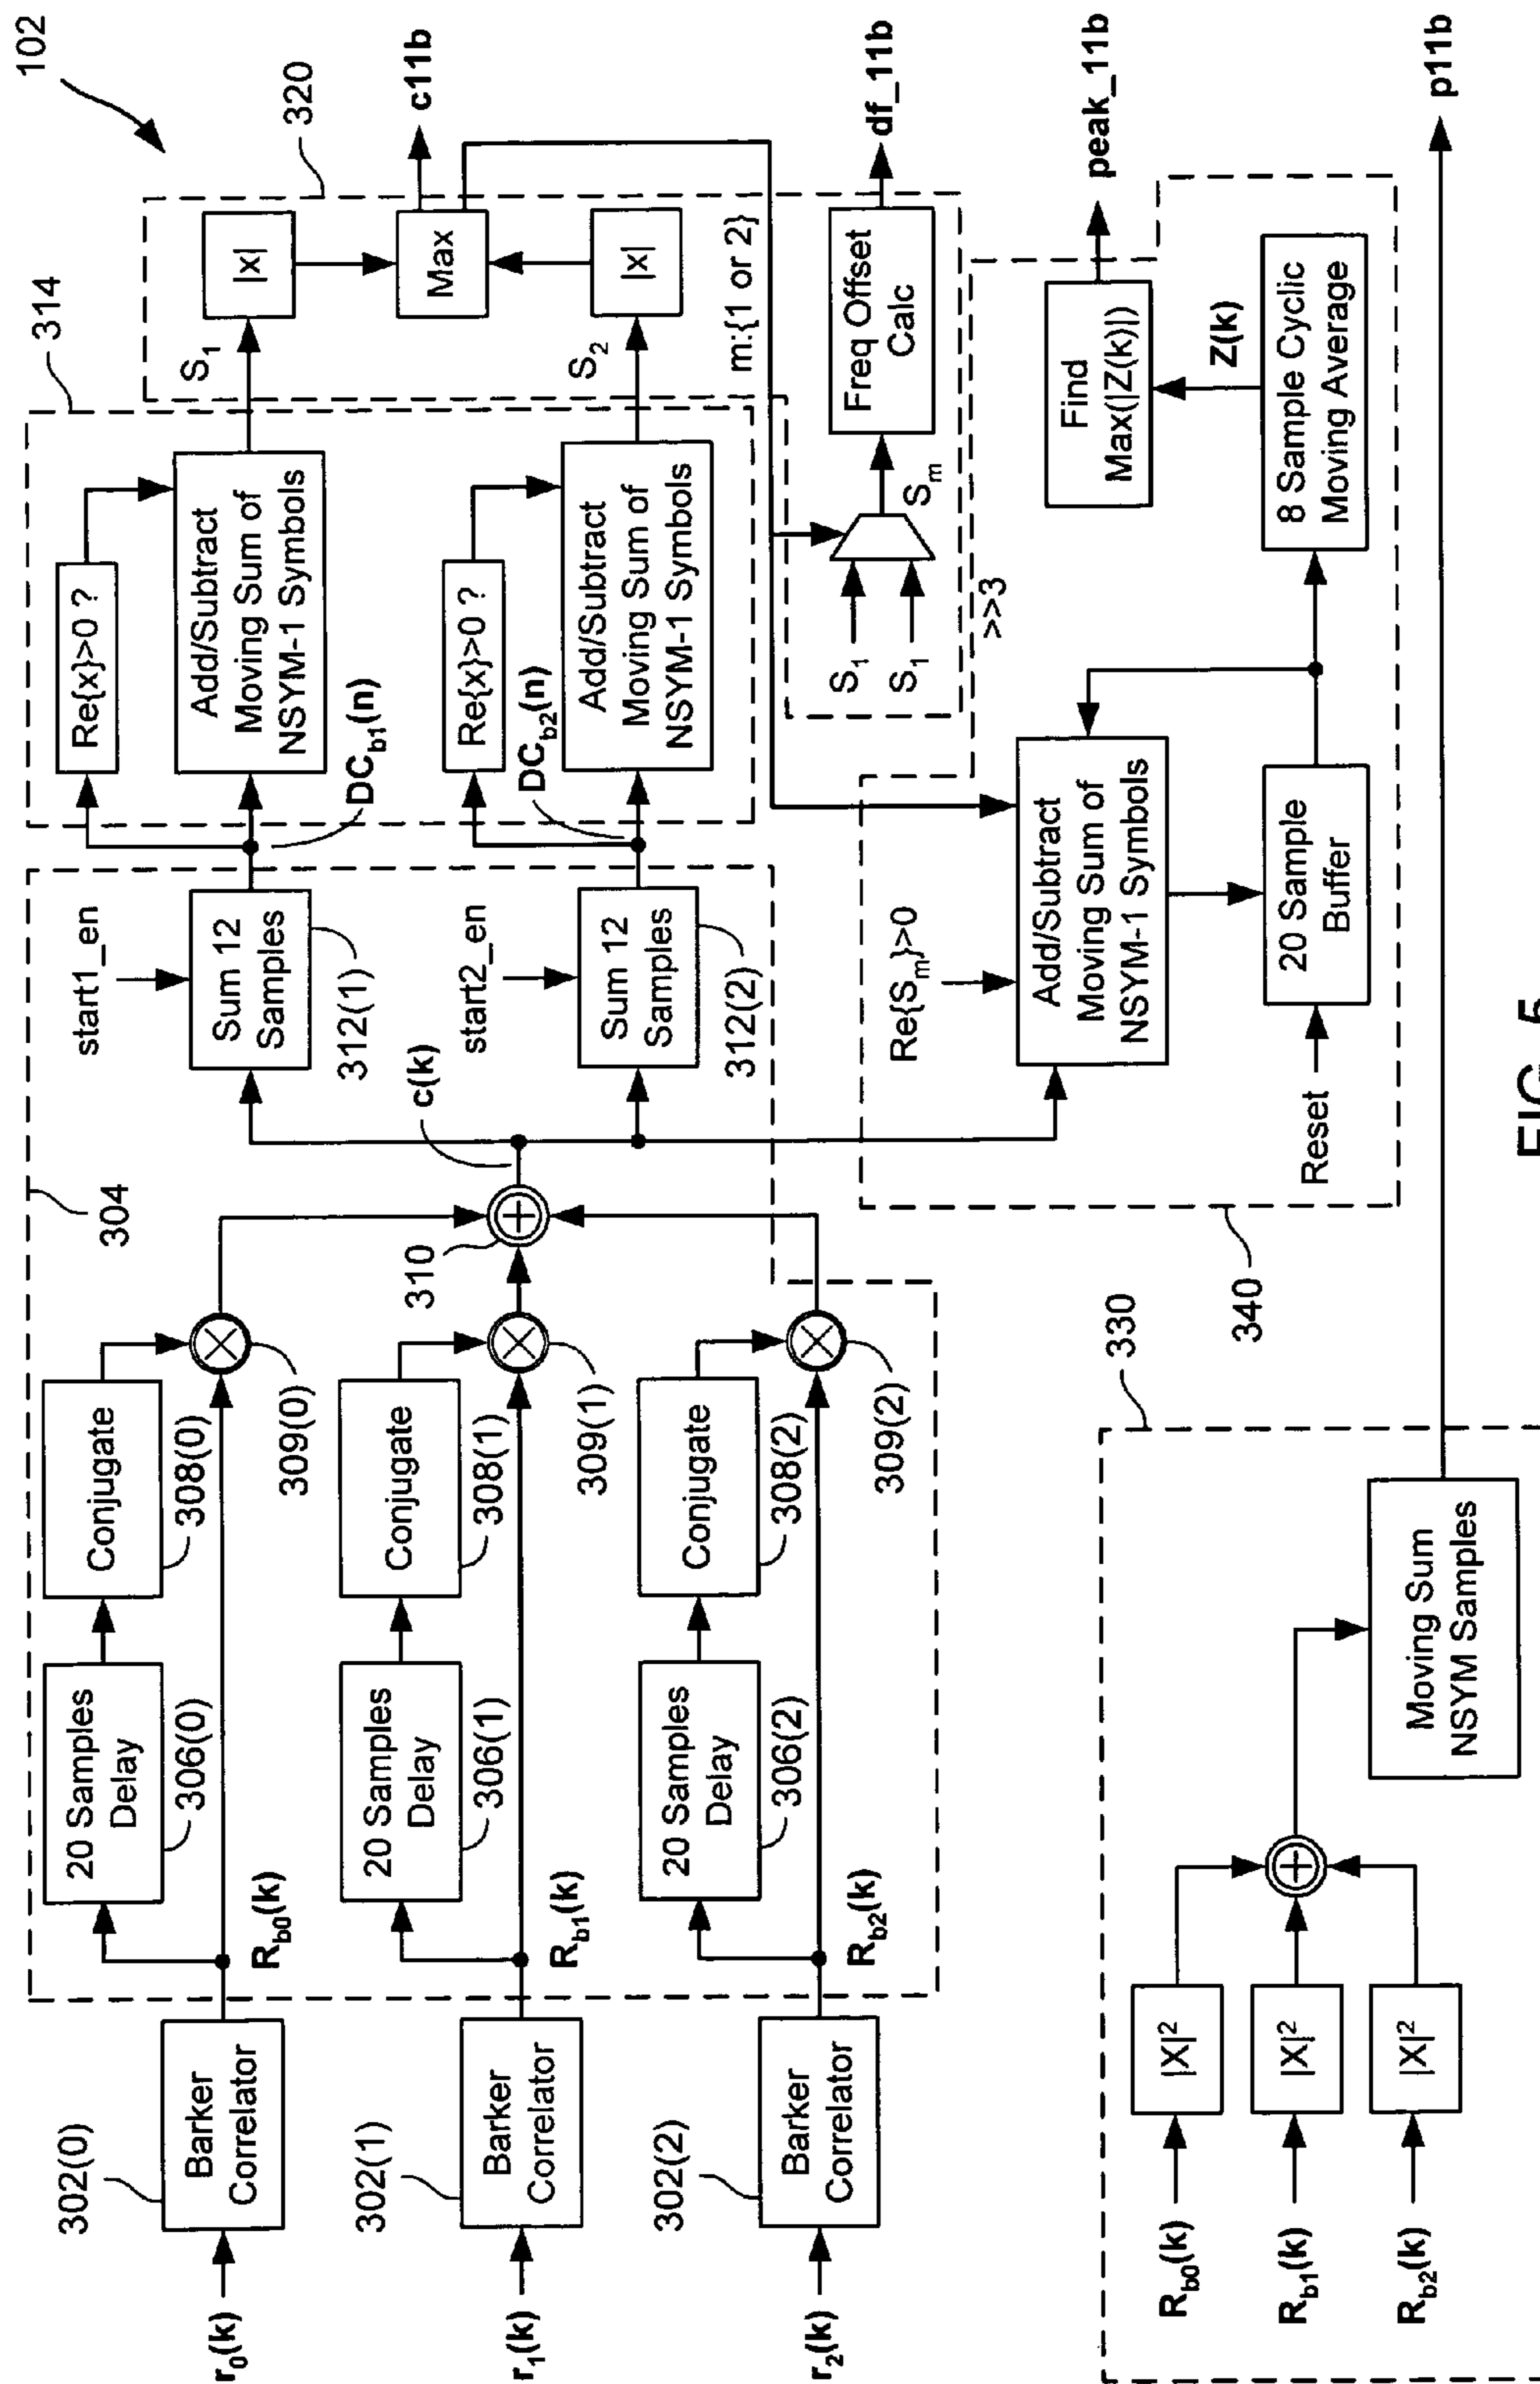 102
302(0)
r0(k)
Barker
Correlator
Rb0(k)
20 Samples
Delay
306(0)
Conjugate
308(0)
309(0)
304
302(1)
r1(k)
Barker
Correlator
Rb1(k)
20 Samples
Delay
306(1)
Conjugate
308(1)
309(1)
310
c(k)
302(2)
r2(k)
Barker
Correlator
Rb2(k)
20 Samples
Delay
306(2)
Conjugate
308(2)
309(2)
start1_en
Sum 12
Samples
312(1)
start2_en
Sum 12
Samples
312(2)
314
Re{x}>0 ?
Add/Subtract
Moving Sum of
NSYM-1 Symbols
DCb1(n)
Re{x}>0 ?
DCb2(n)
Add/Subtract
Moving Sum of
NSYM-1 Symbols
S1
S2
320
|x|
Max
|x|
c11b
m:{1 or 2}
S1
S1
Sm
Freq Offset
Calc
df_11b
>>3
Re{Sm}>0
Add/Subtract
Moving Sum of
NSYM-1 Symbols
Reset
20 Sample
Buffer
340
Find
Max(|Z(k)|)
Z(k)
8 Sample Cyclic
Moving Average
peak_11b
330
Rb0(k)
|X|2
Rb1(k)
|X|2
Rb2(k)
|X|2
Moving Sum
NSYM Samples
p11b
FIG. 5